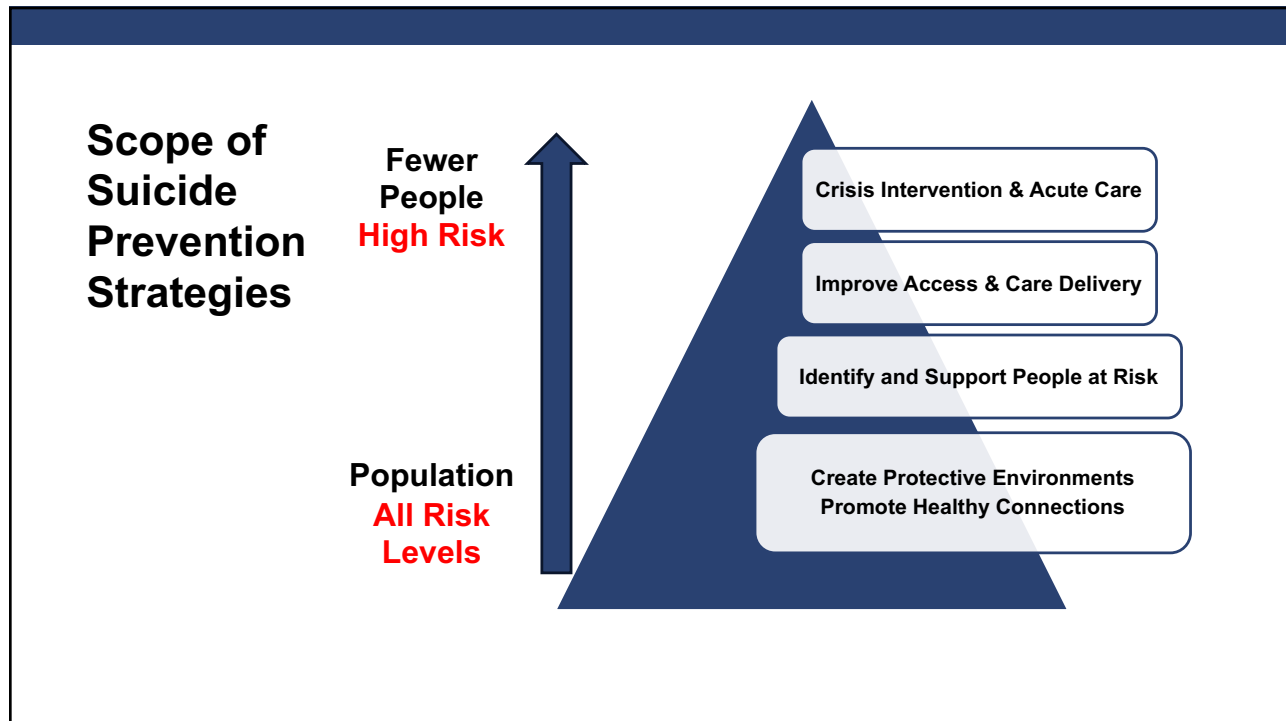 Scope of
Suicide
Prevention
Strategies
Fewer
People
High Risk
Population
All Risk
Levels
Crisis Intervention & Acute Care
Improve Access & Care Delivery
Identify and Support People at Risk
Create Protective Environments
Promote Healthy Connections